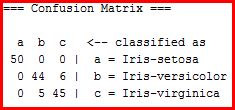 === Confusion Matrix ===
a b c <-- classified as
50 0 0 | a = Iris-setosa
0 44 6 | b = Iris-versicolor
0 5 45 | c = Iris-virginica